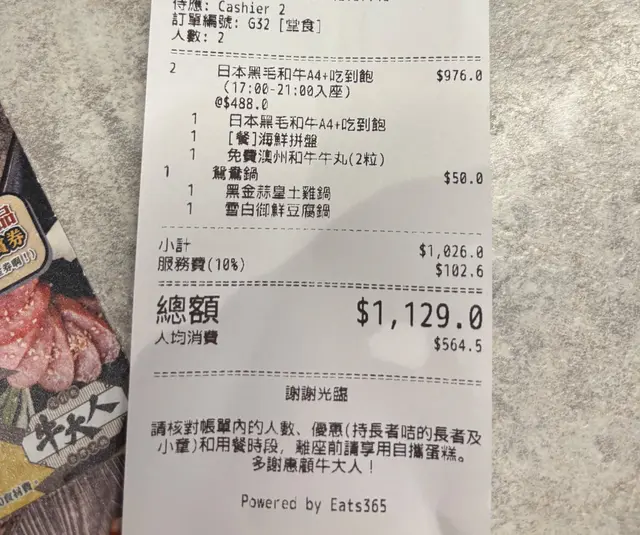 待應: Cashier 2
訂單編號: G32 [堂食]
人數: 2
2 日本黑毛和牛A4+吃到飽 $976.0
(17:00-21:00入座)
@$488.0
1 日本黑毛和牛A4+吃到飽
1 [餐]海鮮拼盤
1 免費澳州和牛牛丸(2粒)
1 鴛鴦鍋 $50.0
1 黑金蒜皇土雞鍋
1 雪白御鮮豆腐鍋
小計 $1,026.0
服務費(10%) $102.6
總額 $1,129.0
人均消費 $564.5
謝謝光臨
請核對帳單內的人數、優惠(持長者咭的長者及
小童)和用餐時段，離座前請享用自攜蛋糕。
多謝惠顧牛大人！
Powered by Eats365
品
券
牛大人